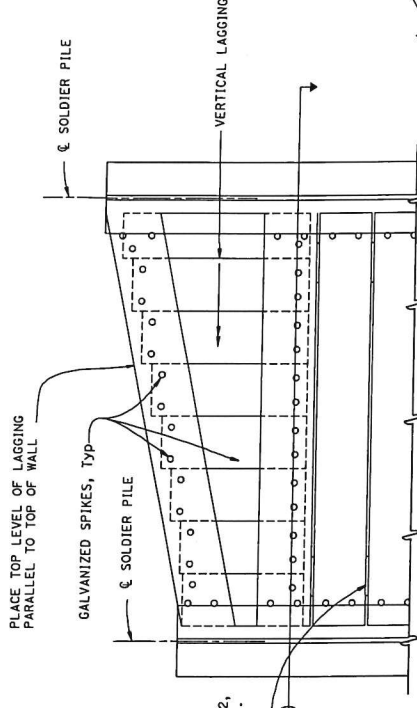 PLACE TOP LEVEL OF LAGGING
PARALLEL TO TOP OF WALL
GALVANIZED SPIKES, Typ
℄ SOLDIER PILE
℄ SOLDIER PILE
VERTICAL LAGGING
2,